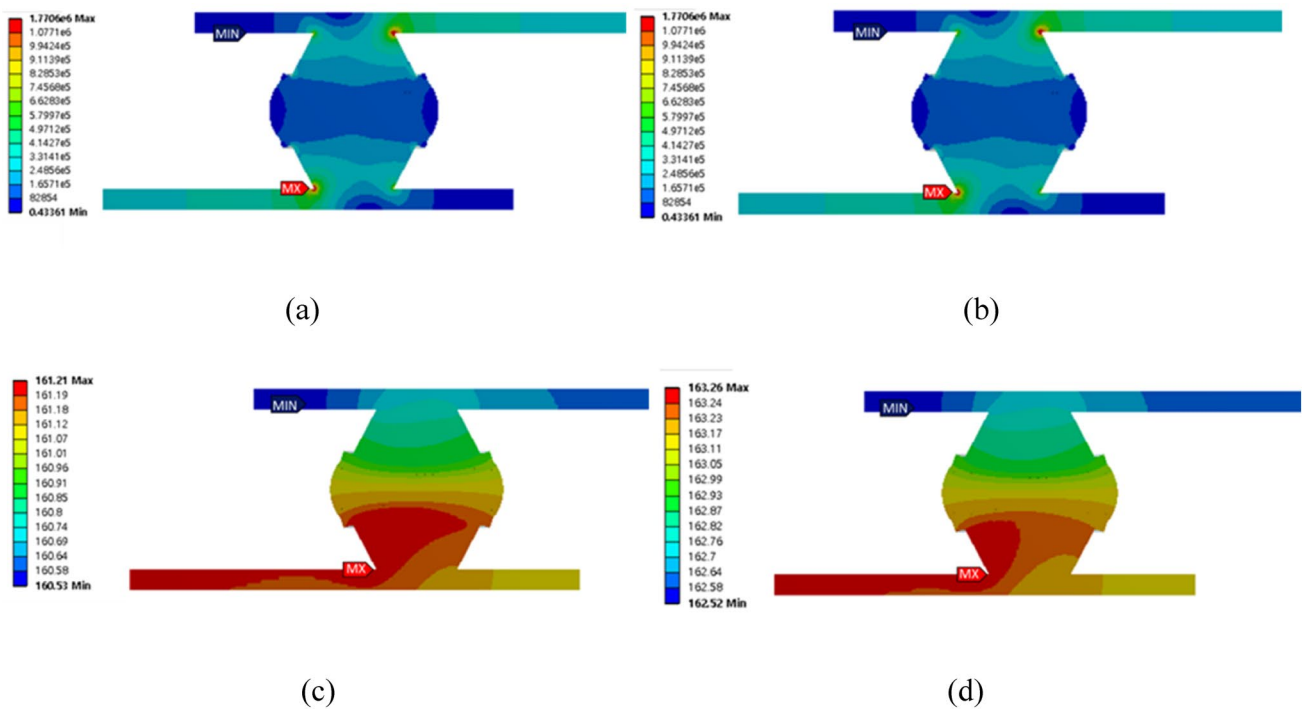 1.7706e6 Max
1.0771e6
9.9424e5
9.1139e5
8.2853e5
7.4568e5
6.6283e5
5.7997e5
4.9712e5
4.1427e5
3.3141e5
2.4856e5
1.6571e5
82854
0.43361 Min
MIN
MX
(a)
1.7706e6 Max
1.0771e6
9.9424e5
9.1139e5
8.2853e5
7.4568e5
6.6283e5
5.7997e5
4.9712e5
4.1427e5
3.3141e5
2.4856e5
1.6571e5
82854
0.43361 Min
MIN
MX
(b)
161.21 Max
161.19
161.18
161.12
161.07
161.01
160.96
160.91
160.85
160.8
160.74
160.69
160.64
160.58
160.53 Min
MIN
MX
(c)
163.26 Max
163.24
163.23
163.17
163.11
163.05
162.99
162.93
162.87
162.82
162.76
162.7
162.64
162.58
162.52 Min
MIN
MX
(d)